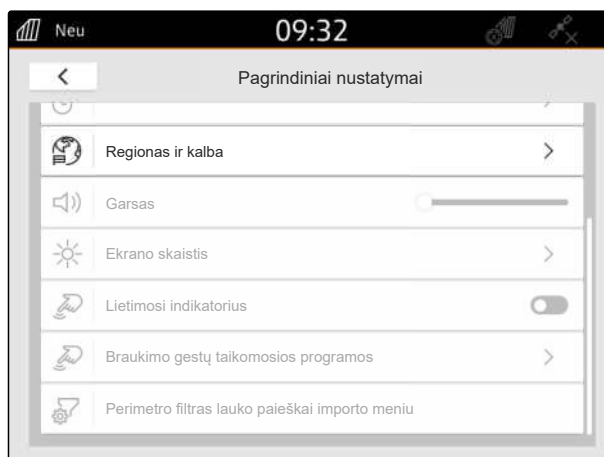 Neu
09:32
Pagrindiniai nustatymai
Regionas ir kalba
Garsas
Ekrano skaistis
Lietimosi indikatorius
Braukimo gestų taikomosios programos
Perimetro filtras lauko paieškai importo meniu